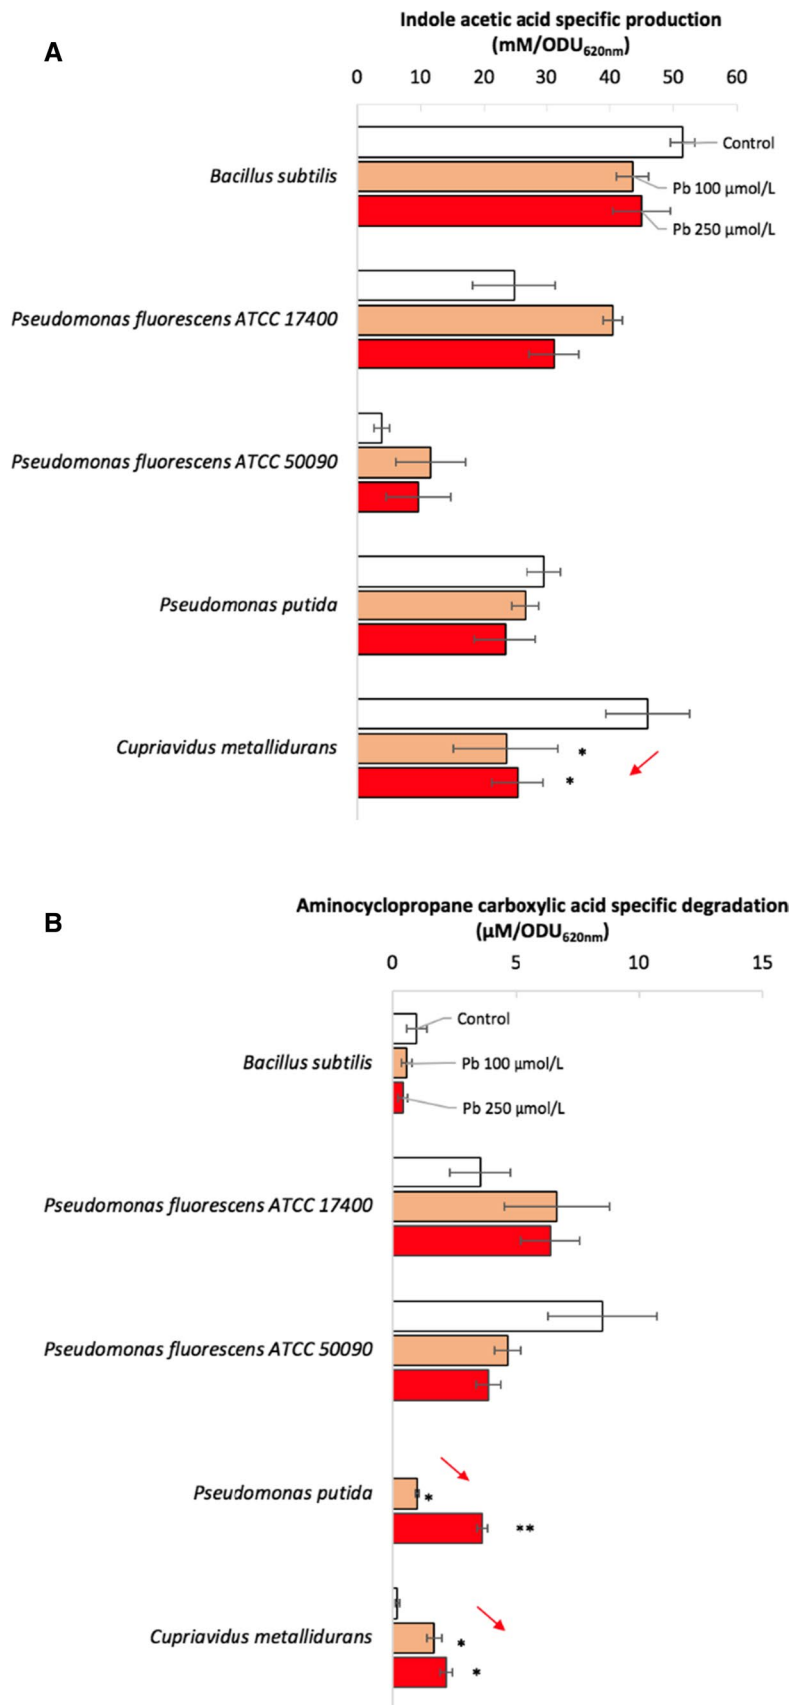 A
Indole acetic acid specific production
(mM/ODU620nm)
0 10 20 30 40 50 60
Control
Bacillus subtilis
Pb 100 µmol/L
Pb 250 µmol/L
Pseudomonas fluorescens ATCC 17400
Pseudomonas fluorescens ATCC 50090
Pseudomonas putida
Cupriavidus metallidurans
*
*
B
Aminocyclopropane carboxylic acid specific degradation
(µM/ODU620nm)
0 5 10 15
Control
Bacillus subtilis
Pb 100 µmol/L
Pb 250 µmol/L
Pseudomonas fluorescens ATCC 17400
Pseudomonas fluorescens ATCC 50090
Pseudomonas putida
*
**
Cupriavidus metallidurans
*
*